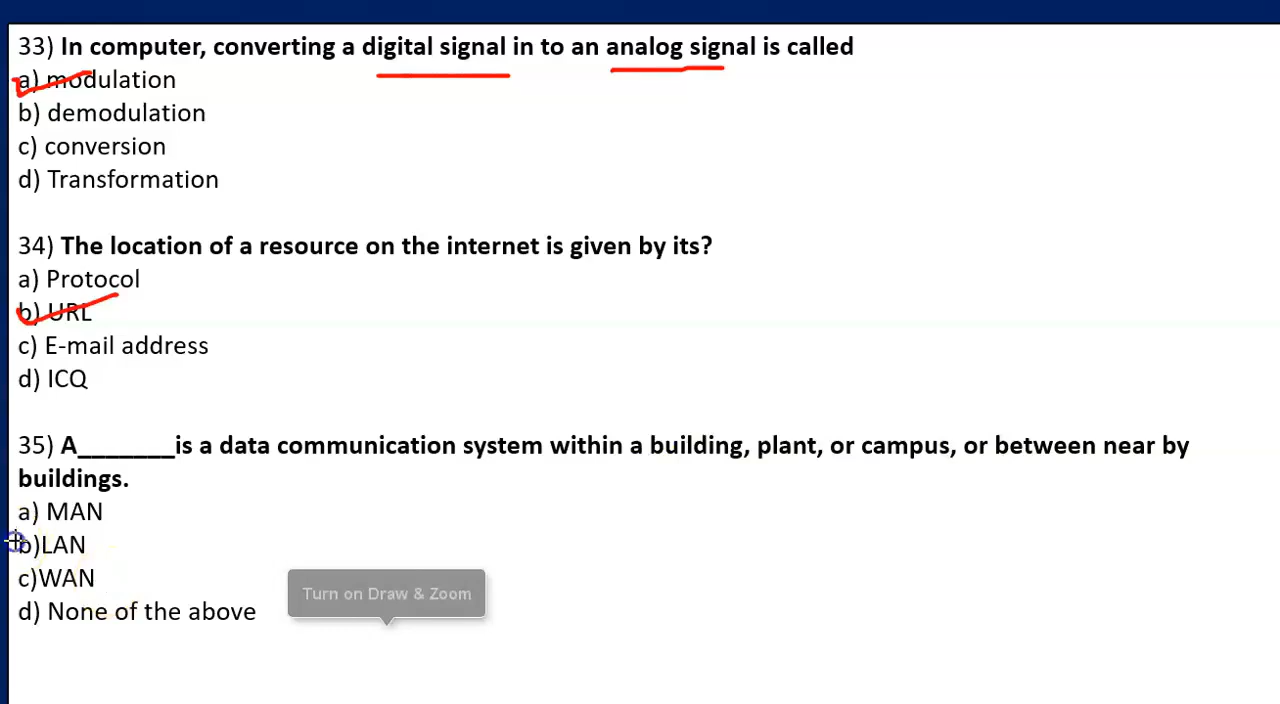 33) In computer, converting a digital signal in to an analog signal is called
a) modulation
b) demodulation
c) conversion
d) Transformation
34) The location of a resource on the internet is given by its?
a) Protocol
b) URL
c) E-mail address
d) ICQ
35) A_______is a data communication system within a building, plant, or campus, or between near by
buildings.
a) MAN
b)LAN
c)WAN
d) None of the above
Turn on Draw & Zoom